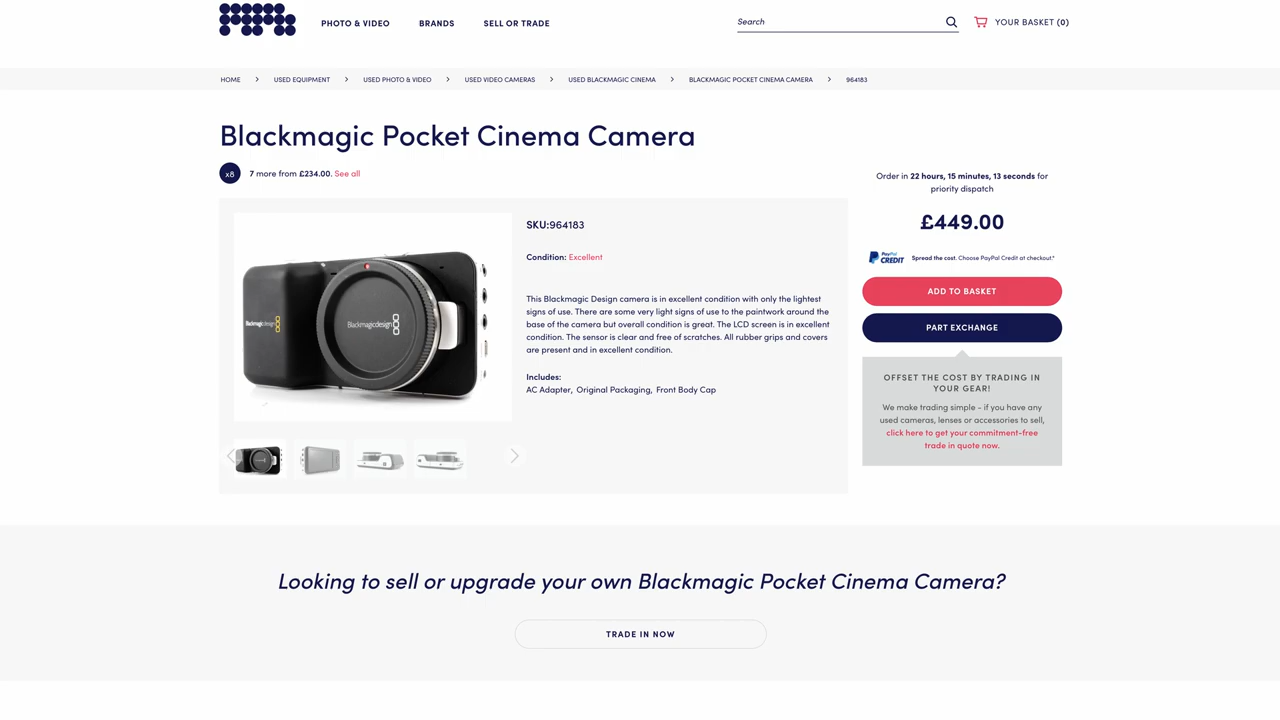 PHOTO & VIDEO BRANDS SELL OR TRADE Search YOUR BASKET (0)
HOME > USED EQUIPMENT > USED PHOTO & VIDEO > USED VIDEO CAMERAS > USED BLACKMAGIC CINEMA > BLACKMAGIC POCKET CINEMA CAMERA > 964183
Blackmagic Pocket Cinema Camera
x8 7 more from £234.00. See all
SKU:964183
Condition: Excellent
This Blackmagic Design camera is in excellent condition with only the lightest
signs of use. There are some very light signs of use to the paintwork around the
base of the camera but overall condition is great. The LCD screen is in excellent
condition. The sensor is clear and free of scratches. All rubber grips and covers
are present and in excellent condition.
Includes:
AC Adapter, Original Packaging, Front Body Cap
Blackmagicdesign
Blackmagicdesign
Order in 22 hours, 15 minutes, 13 seconds for
priority dispatch
£449.00
PayPal
CREDIT
Spread the cost. Choose PayPal Credit at checkout.*
ADD TO BASKET
PART EXCHANGE
OFFSET THE COST BY TRADING IN
YOUR GEAR!
We make trading simple - if you have any
used cameras, lenses or accessories to sell,
click here to get your commitment-free
trade in quote now.
Looking to sell or upgrade your own Blackmagic Pocket Cinema Camera?
TRADE IN NOW